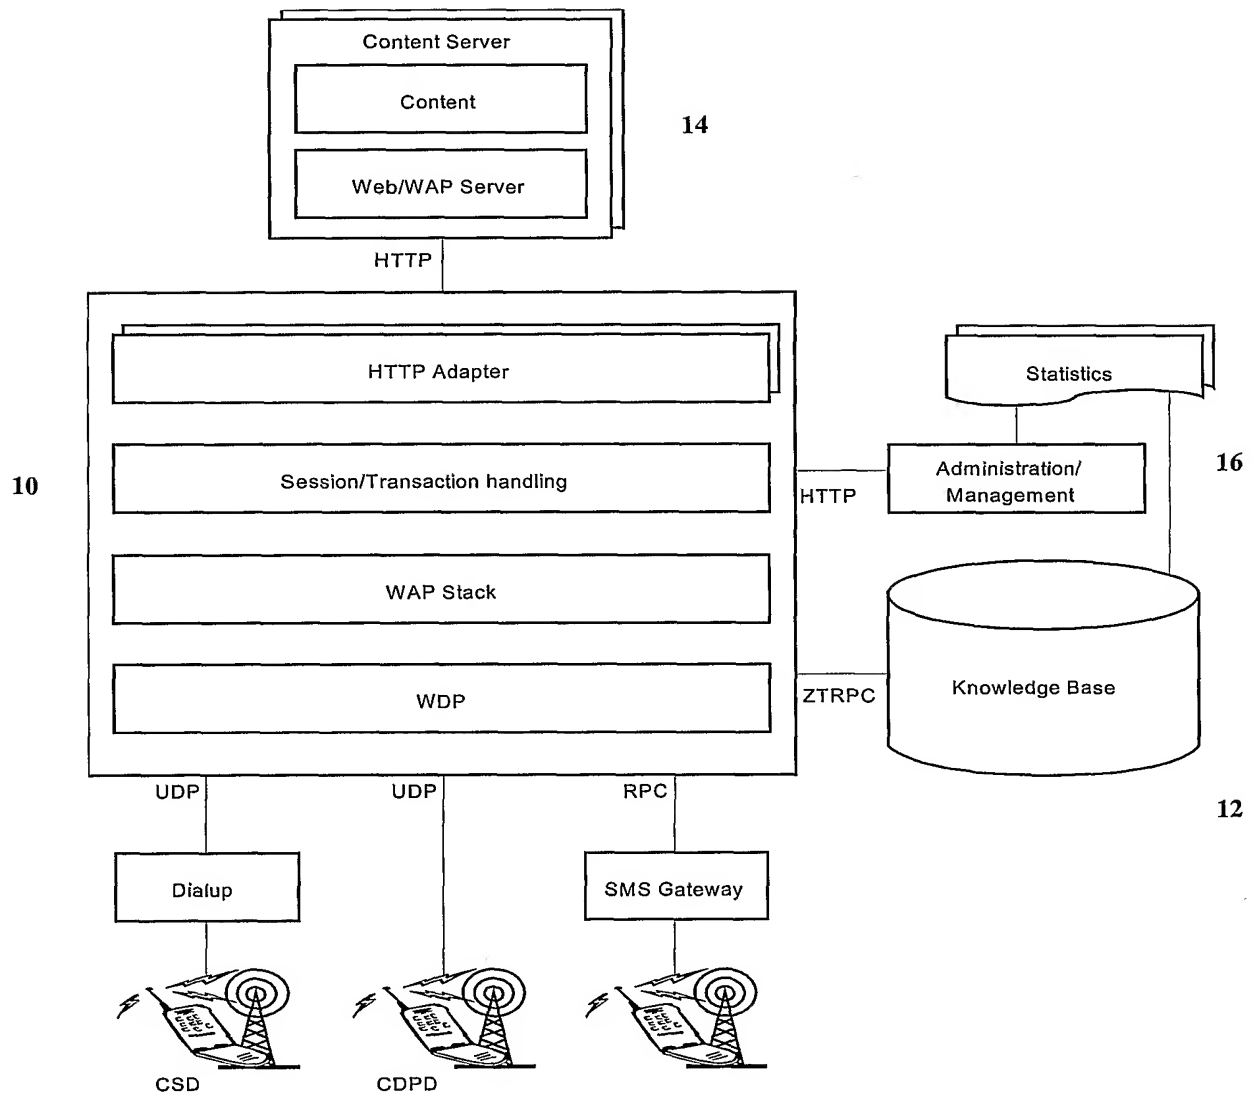 Content Server
Content
14
Web/WAP Server
HTTP
HTTP Adapter
Statistics
Session/Transaction handling
10
HTTP
Administration/
Management
16
WAP Stack
WDP
ZTRPC
Knowledge Base
UDP
UDP
RPC
12
Dialup
SMS Gateway
CSD
CDPD